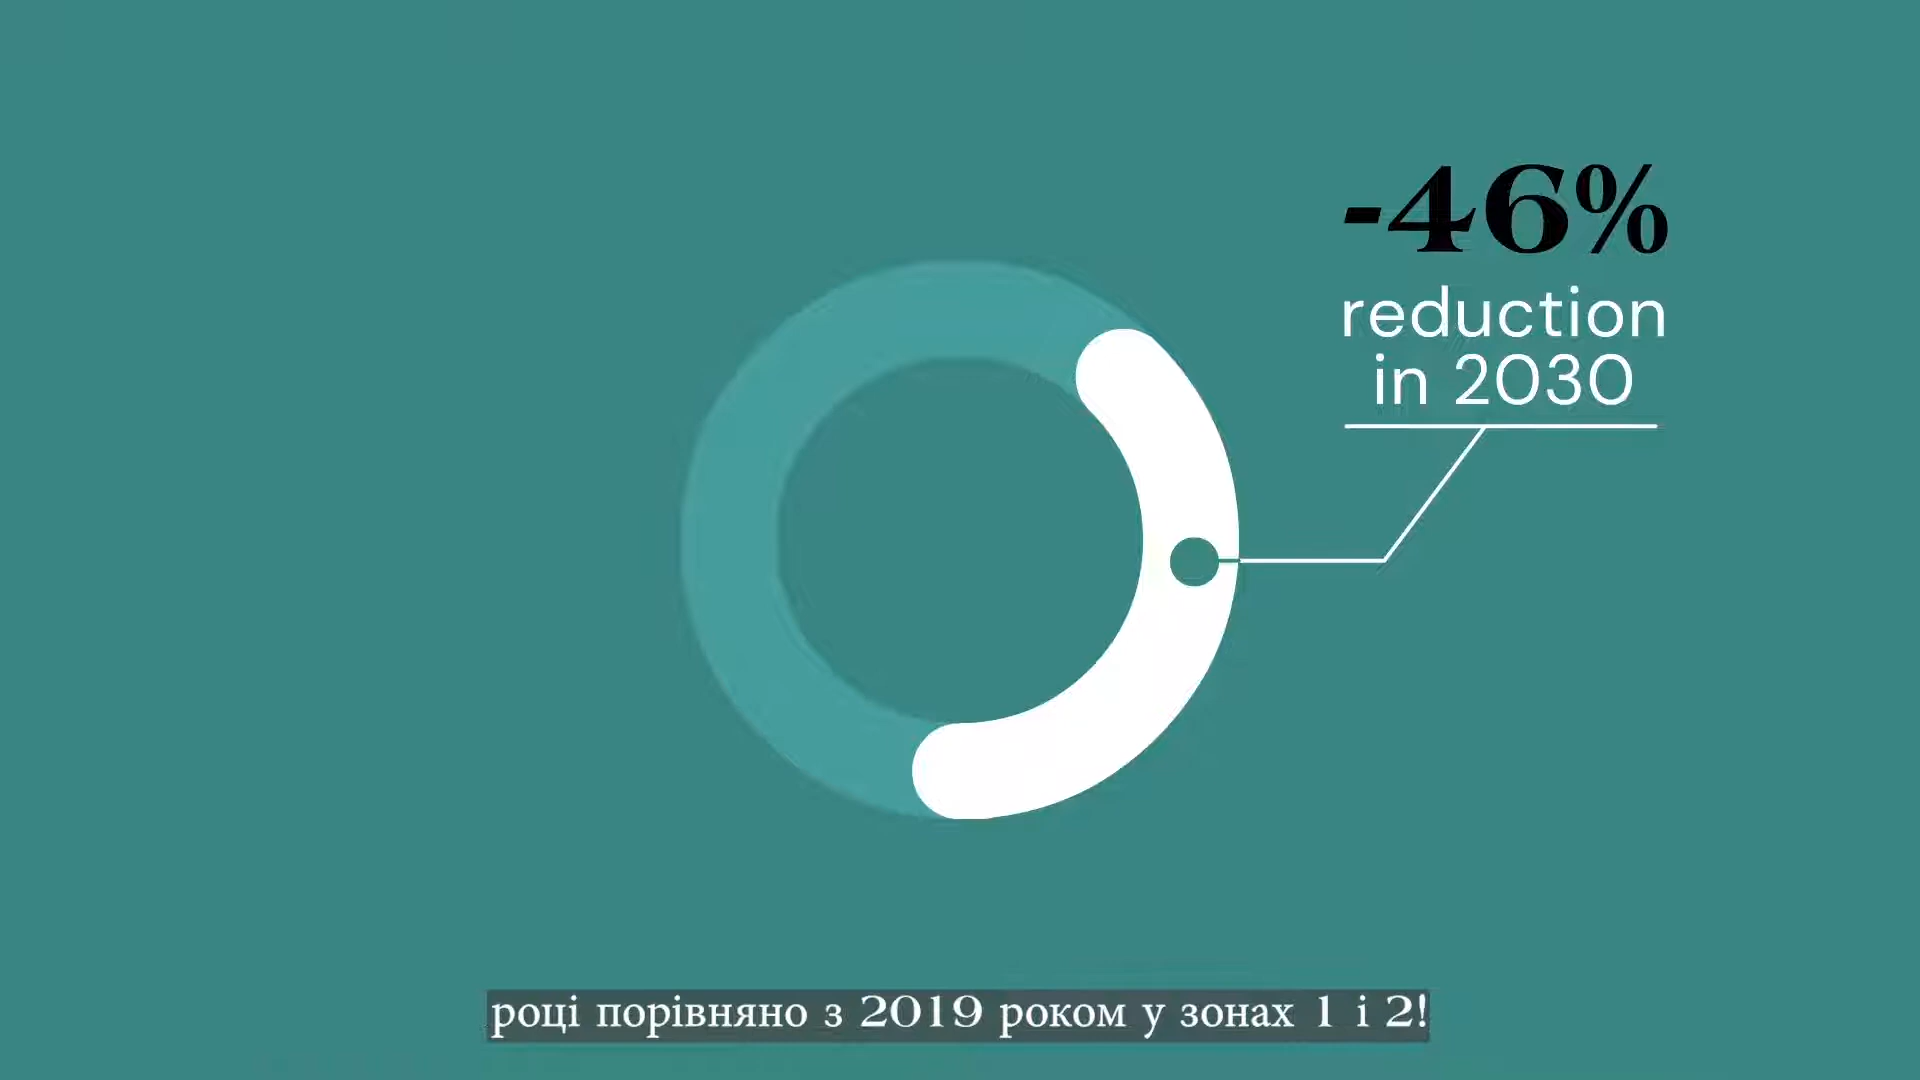 -46%
reduction
in 2030
році порівняно з 2019 роком у зонах 1 і 2!